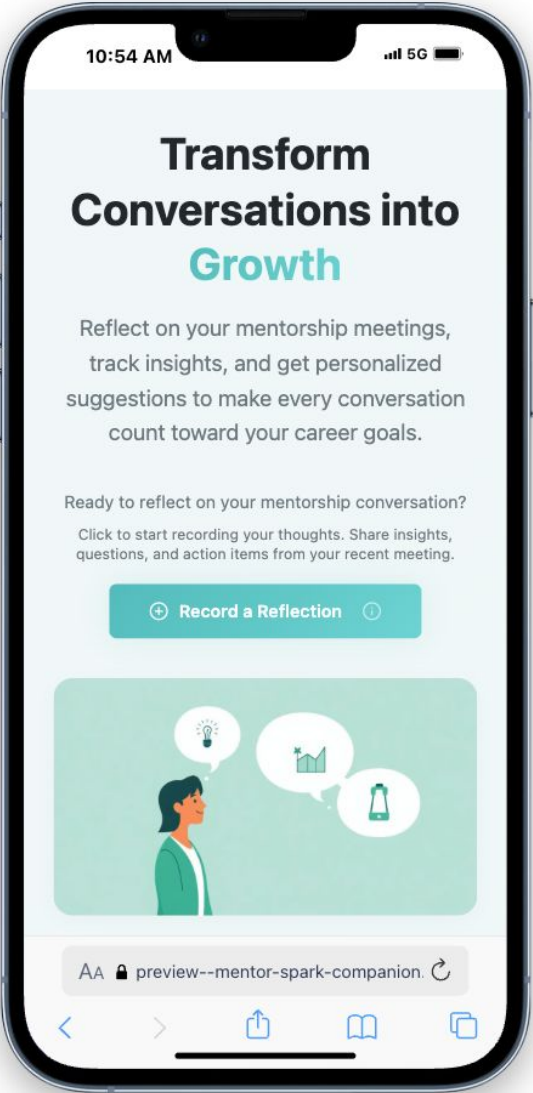 10:54 AM 5G
Transform
Conversations into
Growth
Reflect on your mentorship meetings,
track insights, and get personalized
suggestions to make every conversation
count toward your career goals.
Ready to reflect on your mentorship conversation?
Click to start recording your thoughts. Share insights,
questions, and action items from your recent meeting.
Record a Reflection
AA preview--mentor-spark-companion.